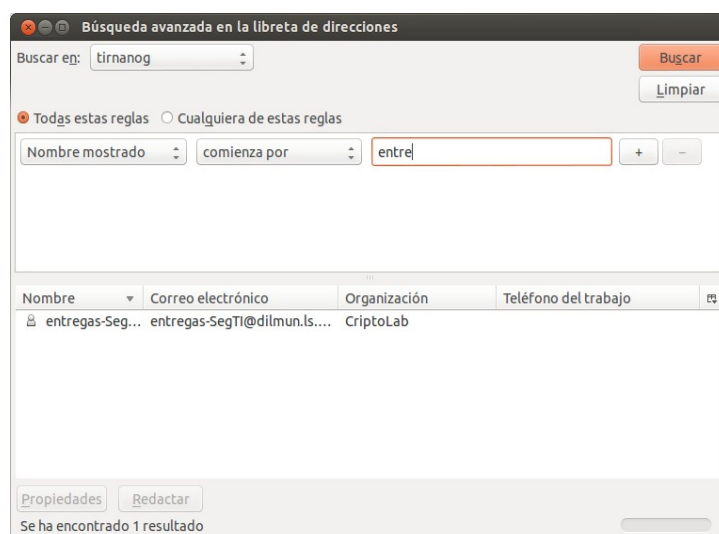 Búsqueda avanzada en la libreta de direcciones
Buscar en: tirnanog Buscar
Limpiar
Todas estas reglas Cualquiera de estas reglas
Nombre mostrado comienza por entre + −
Nombre Correo electrónico Organización Teléfono del trabajo
entregas-Seg... entregas-SegTI@dilmun.ls.... CriptoLab
Propiedades Redactar
Se ha encontrado 1 resultado